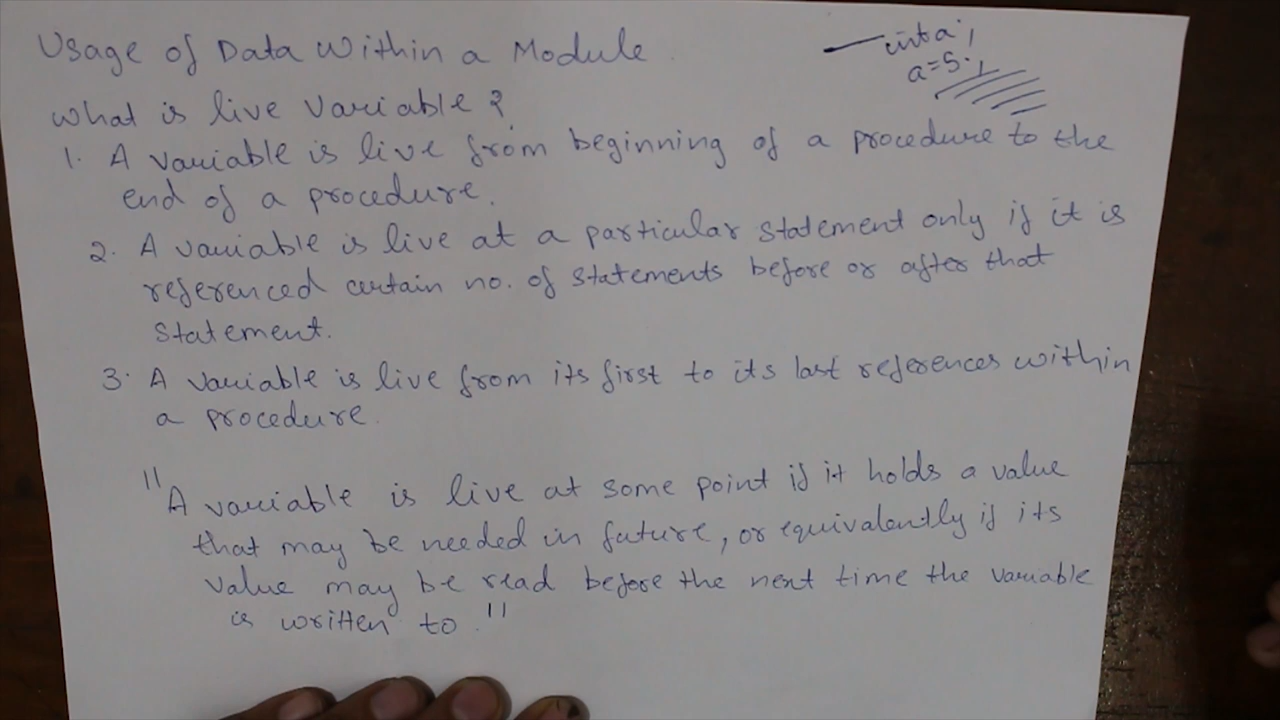 Usage of Data Within a Module
int a;
a=5;
What is live Variable?
1. A variable is live from beginning of a procedure to the
end of a procedure.
2. A variable is live at a particular statement only if it is
referenced certain no. of statements before or after that
statement.
3. A variable is live from its first to its last references within
a procedure.
"A variable is live at some point if it holds a value
that may be needed in future, or equivalently if its
value may be read before the next time the variable
is written to."